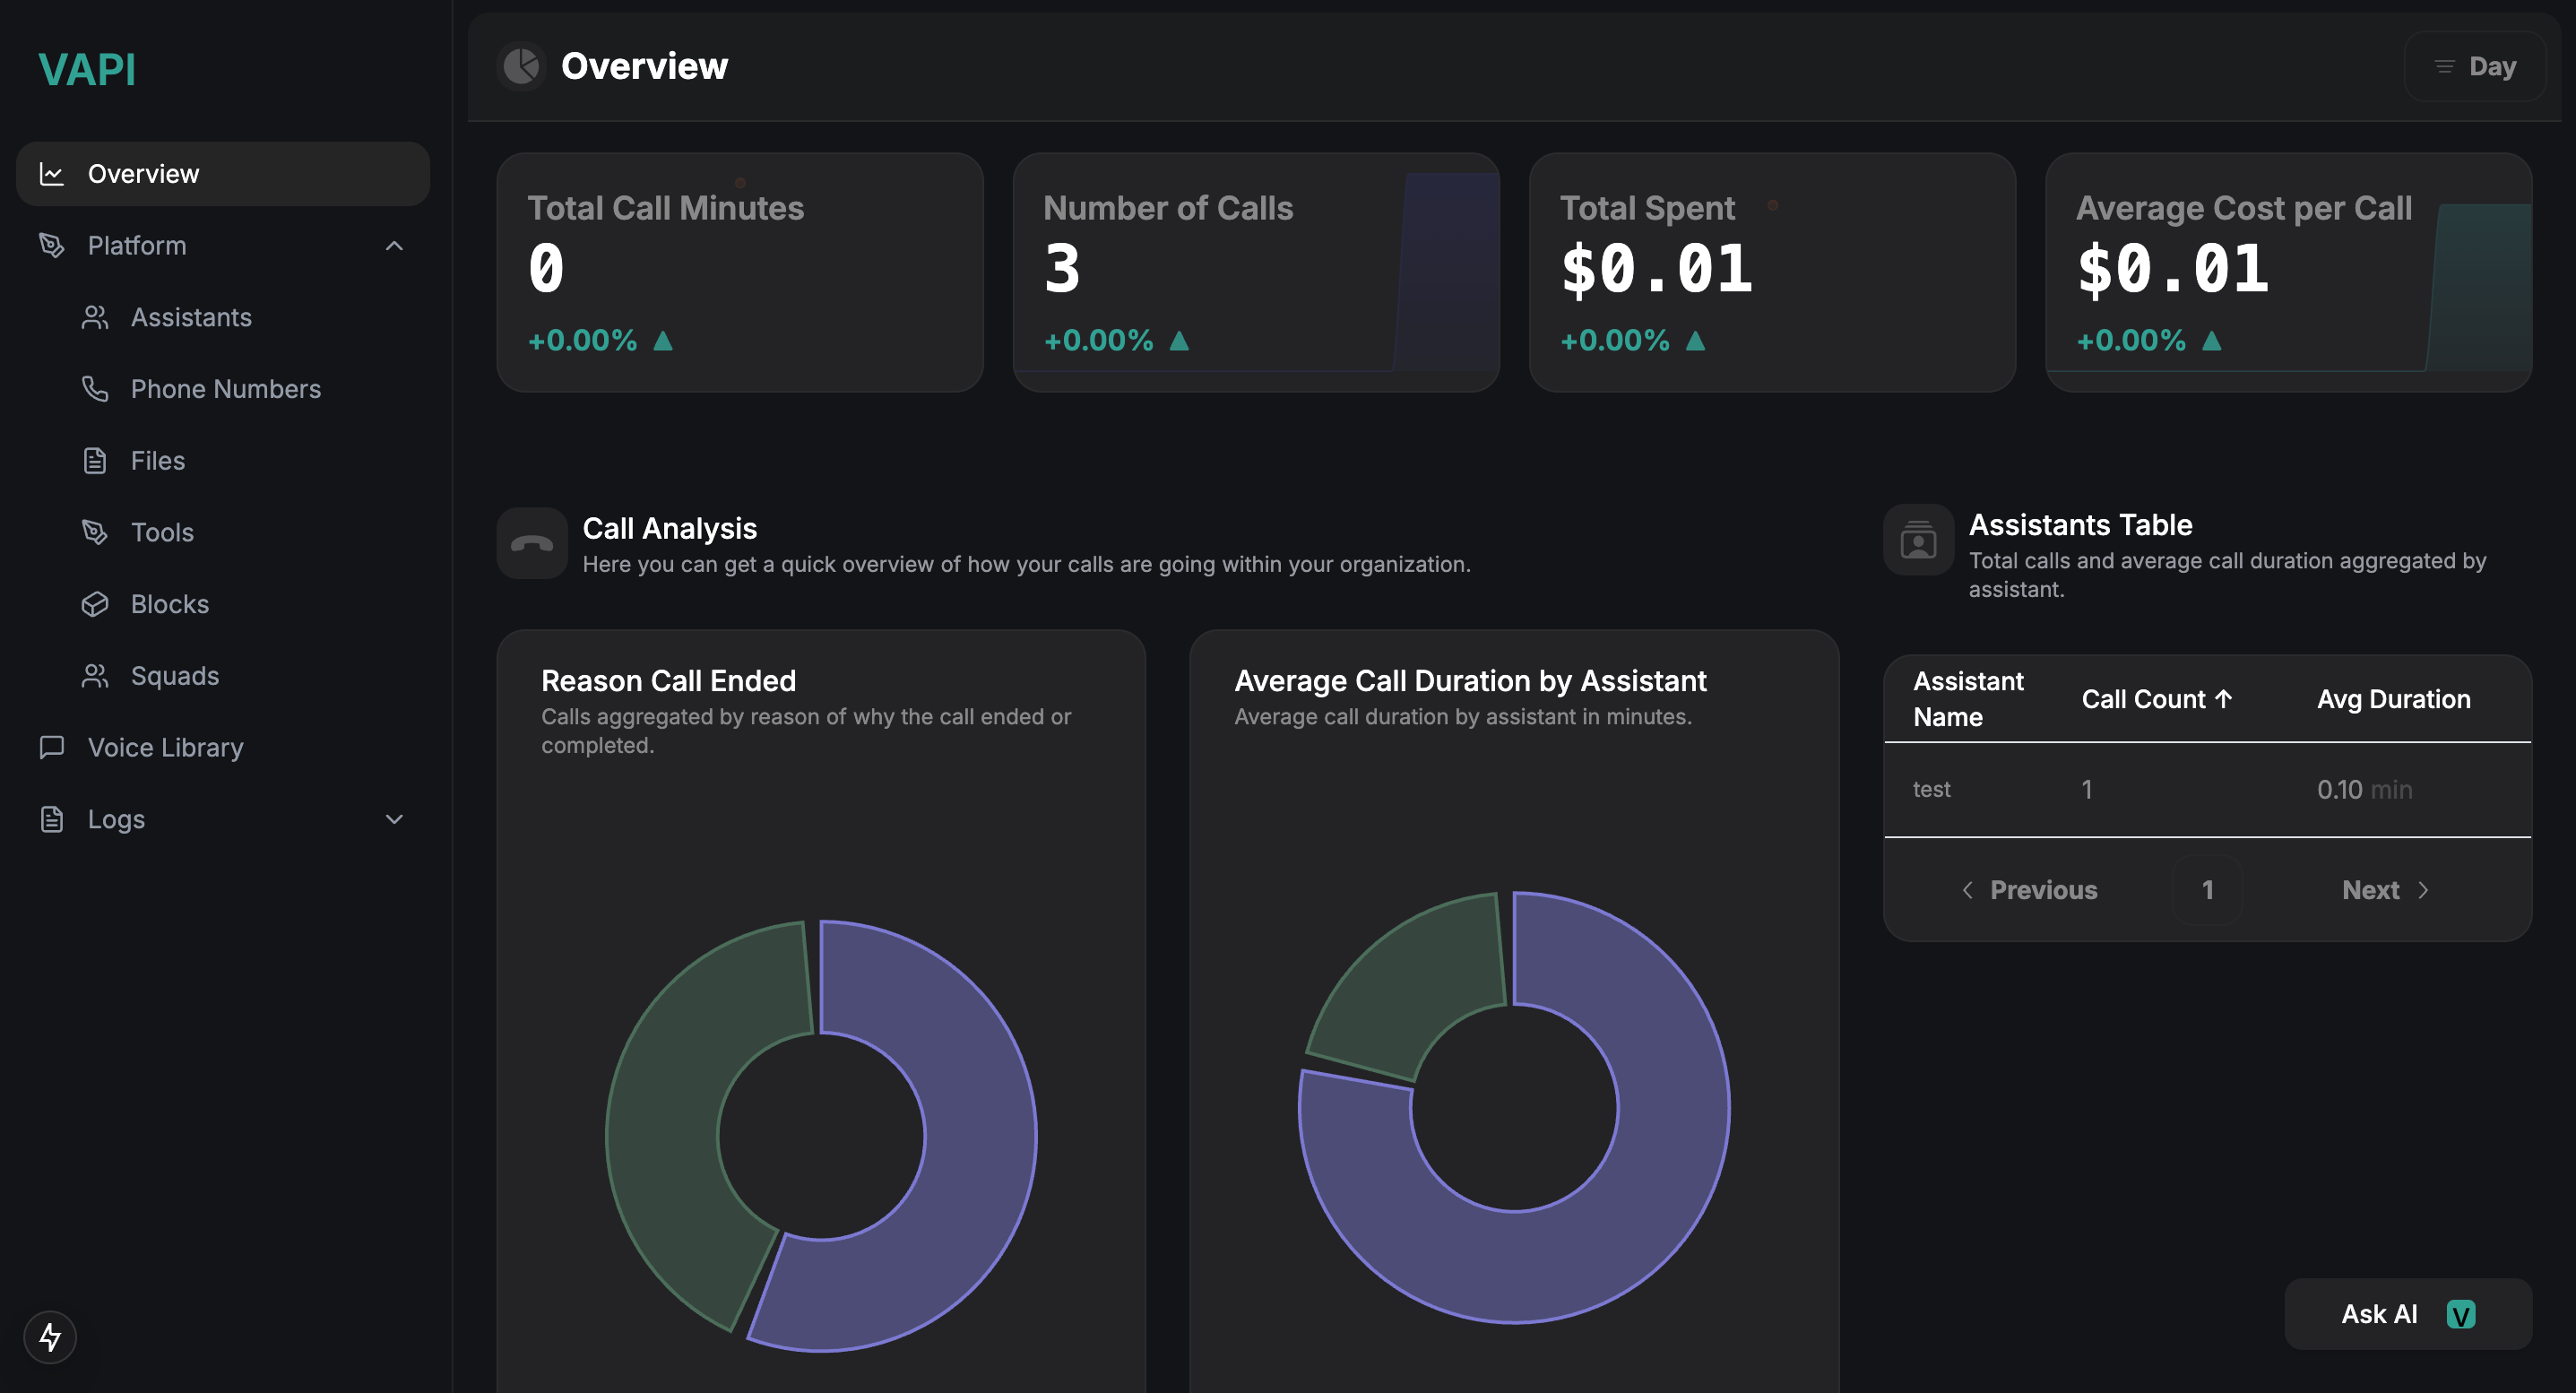 VAPI
Overview
Platform
Assistants
Phone Numbers
Files
Tools
Blocks
Squads
Voice Library
Logs
Overview
Day
Total Call Minutes
0
+0.00% ▲
Number of Calls
3
+0.00% ▲
Total Spent
$0.01
+0.00% ▲
Average Cost per Call
$0.01
+0.00% ▲
Call Analysis
Here you can get a quick overview of how your calls are going within your organization.
Reason Call Ended
Calls aggregated by reason of why the call ended or
completed.
Average Call Duration by Assistant
Average call duration by assistant in minutes.
Assistants Table
Total calls and average call duration aggregated by
assistant.
Assistant
Name
Call Count ↑
Avg Duration
test
1
0.10 min
Previous
1
Next
Ask AI
V